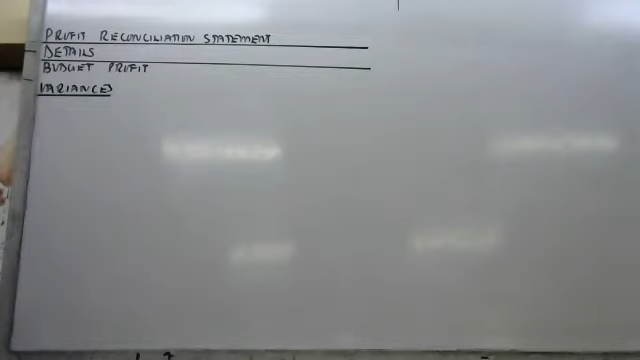 PROFIT RECONCILIATION STATEMENT
DETAILS
BUDGET PROFIT
VARIANCES